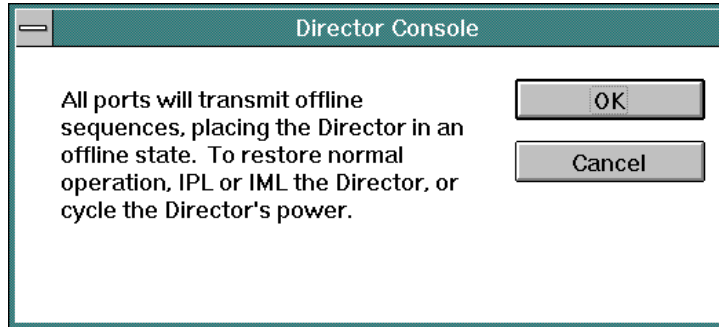 Director Console
All ports will transmit offline
sequences, placing the Director in an
offline state. To restore normal
operation, IPL or IML the Director, or
cycle the Director's power.
OK
Cancel